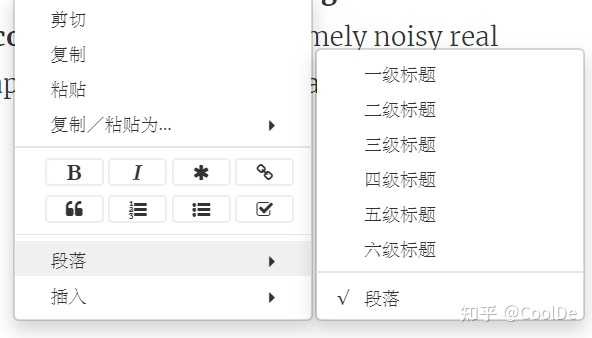 剪切
mely noisy real
复制
粘贴
复制／粘贴为...
B I
段落
插入
一级标题
二级标题
三级标题
四级标题
五级标题
六级标题
√ 段落
知乎 @CoolDe